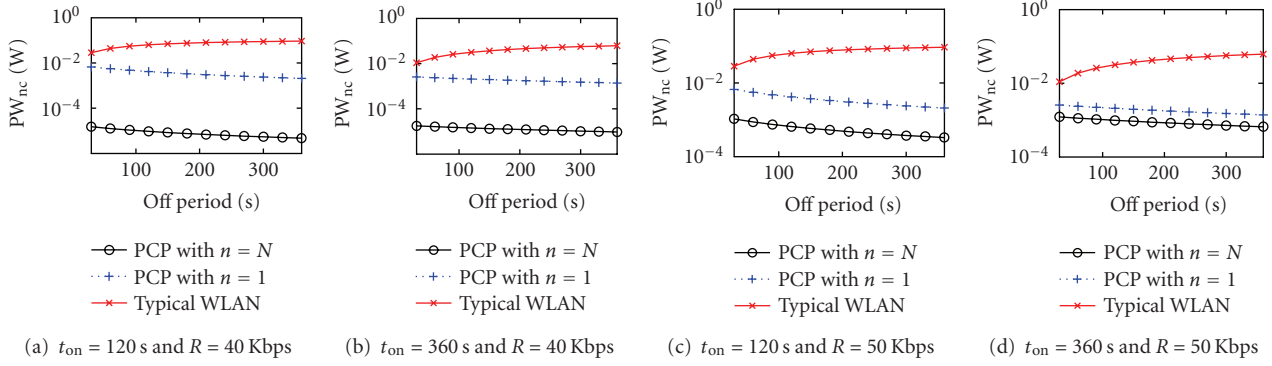 10^0
10^−2
10^−4
PW_nc (W)
100 200 300
Off period (s)
PCP with n = N
PCP with n = 1
Typical WLAN
(a) t_on = 120 s and R = 40 Kbps
10^0
10^−2
10^−4
PW_nc (W)
100 200 300
Off period (s)
PCP with n = N
PCP with n = 1
Typical WLAN
(b) t_on = 360 s and R = 40 Kbps
10^0
10^−2
10^−4
PW_nc (W)
100 200 300
Off period (s)
PCP with n = N
PCP with n = 1
Typical WLAN
(c) t_on = 120 s and R = 50 Kbps
10^0
10^−2
10^−4
PW_nc (W)
100 200 300
Off period (s)
PCP with n = N
PCP with n = 1
Typical WLAN
(d) t_on = 360 s and R = 50 Kbps